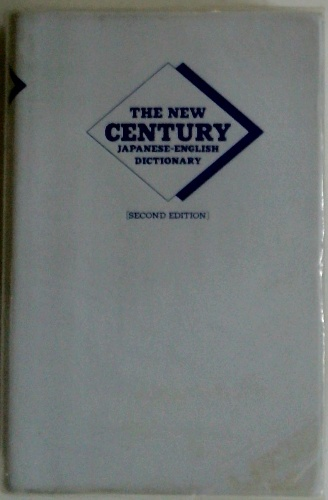 THE NEW
CENTURY
JAPANESE-ENGLISH
DICTIONARY
[SECOND EDITION]